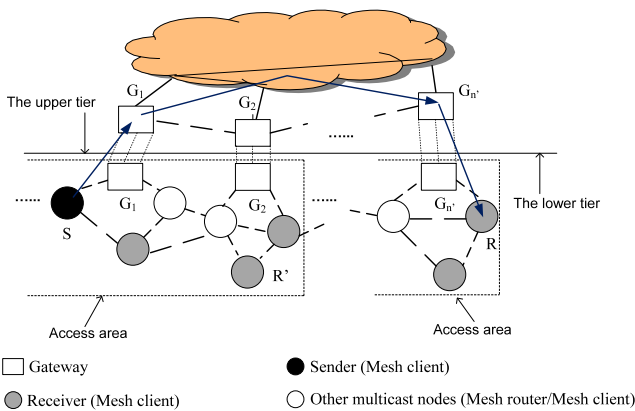 G1
G2
Gn'
The upper tier
......
The lower tier
......
G1
G2
......
Gn'
S
R'
R
Access area
Access area
Gateway
Sender (Mesh client)
Receiver (Mesh client)
Other multicast nodes (Mesh router/Mesh client)